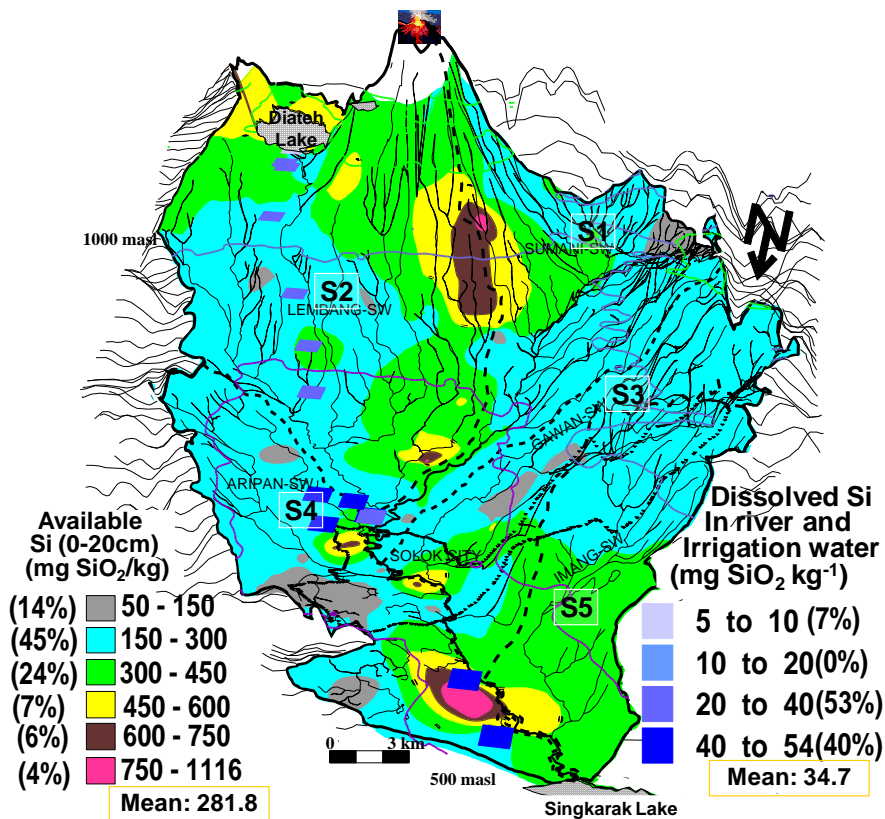 Diateh
Lake
1000 masl
S1
SUMANI-SW
N
S2
LEMBANG-SW
S3
GAWAN-SW
ARIPAN-SW
S4
SOLOK CITY
IMANG-SW
S5
Available
Si (0-20cm)
(mg SiO₂/kg)
(14%) 50 - 150
(45%) 150 - 300
(24%) 300 - 450
(7%) 450 - 600
(6%) 600 - 750
(4%) 750 - 1116
Mean: 281.8
Dissolved Si
In river and
Irrigation water
(mg SiO₂ kg⁻¹)
5 to 10 (7%)
10 to 20(0%)
20 to 40(53%)
40 to 54(40%)
Mean: 34.7
0 3 km
500 masl
Singkarak Lake